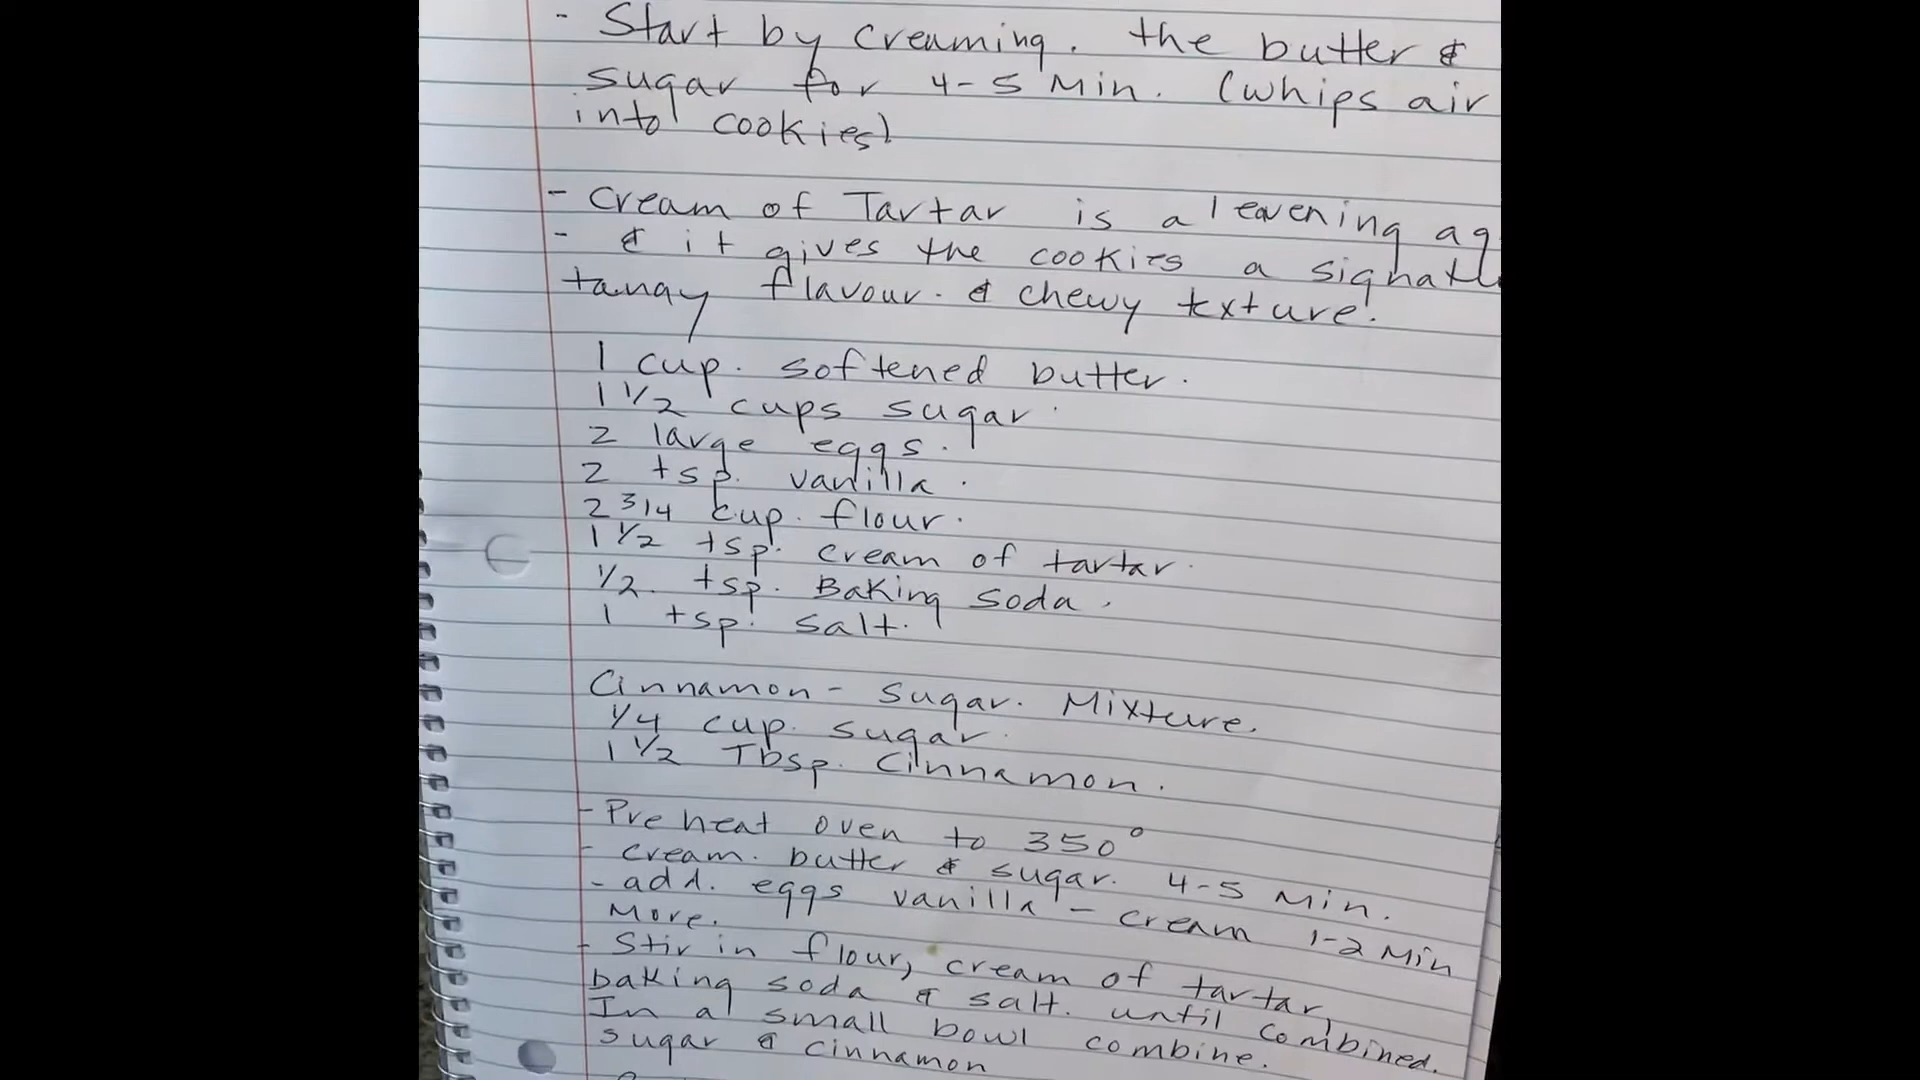 - Start by creaming. the butter &
sugar for 4-5 Min. (whips air
into cookies)
- Cream of Tartar is a leavening ag
- & it gives the cookies a signatu
tangy flavour. & chewy texture.
1 cup. softened butter.
1 1/2 cups sugar.
2 large eggs.
2 tsp. vanilla.
2 3/4 cup. flour.
1 1/2 tsp. cream of tartar.
1/2. tsp. Baking soda.
1 tsp. salt.
Cinnamon - Sugar. Mixture.
1/4 cup. sugar.
1 1/2 Tbsp. Cinnamon.
- Preheat oven to 350°
- cream. butter & sugar. 4-5 Min.
- add. eggs vanilla - cream 1-2 Min
More.
- Stir in flour, cream of tartar,
baking soda & salt. until combined.
In a small bowl combine.
sugar & cinnamon